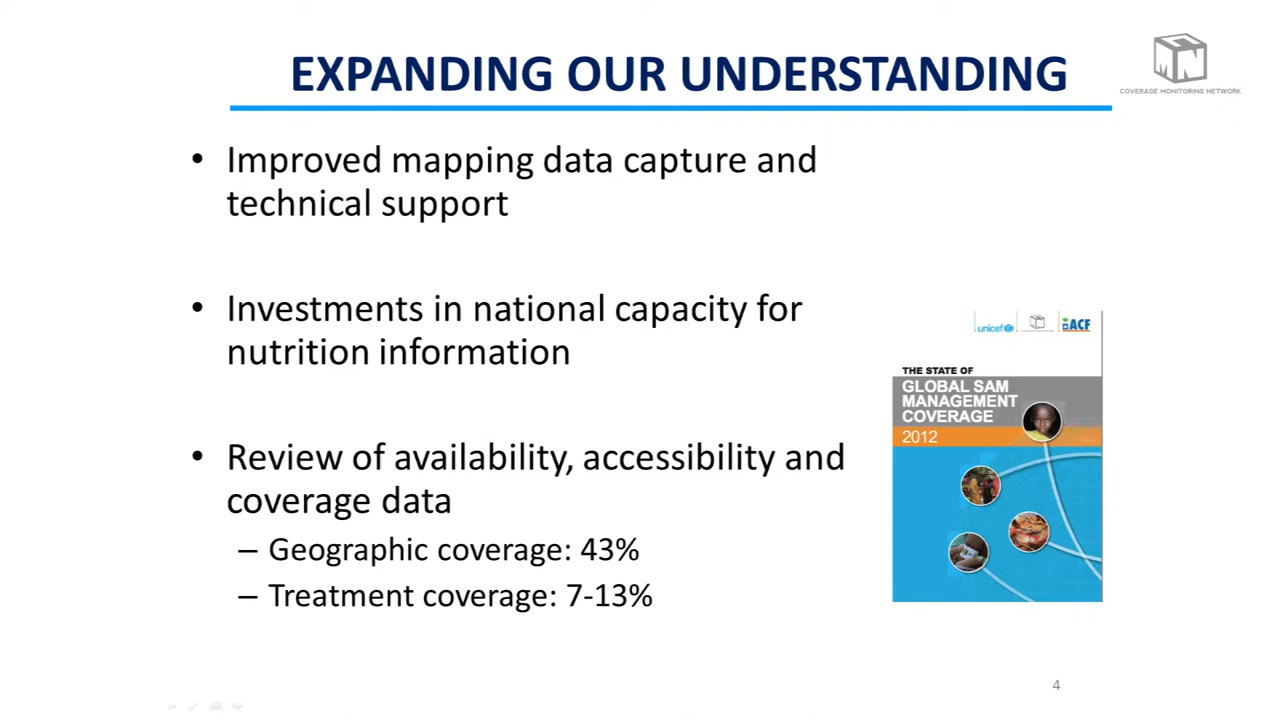 EXPANDING OUR UNDERSTANDING
COVERAGE MONITORING NETWORK
• Improved mapping data capture and
technical support
• Investments in national capacity for
nutrition information
• Review of availability, accessibility and
coverage data
– Geographic coverage: 43%
– Treatment coverage: 7-13%
unicef
ACF
THE STATE OF
GLOBAL SAM
MANAGEMENT
COVERAGE
2012
4